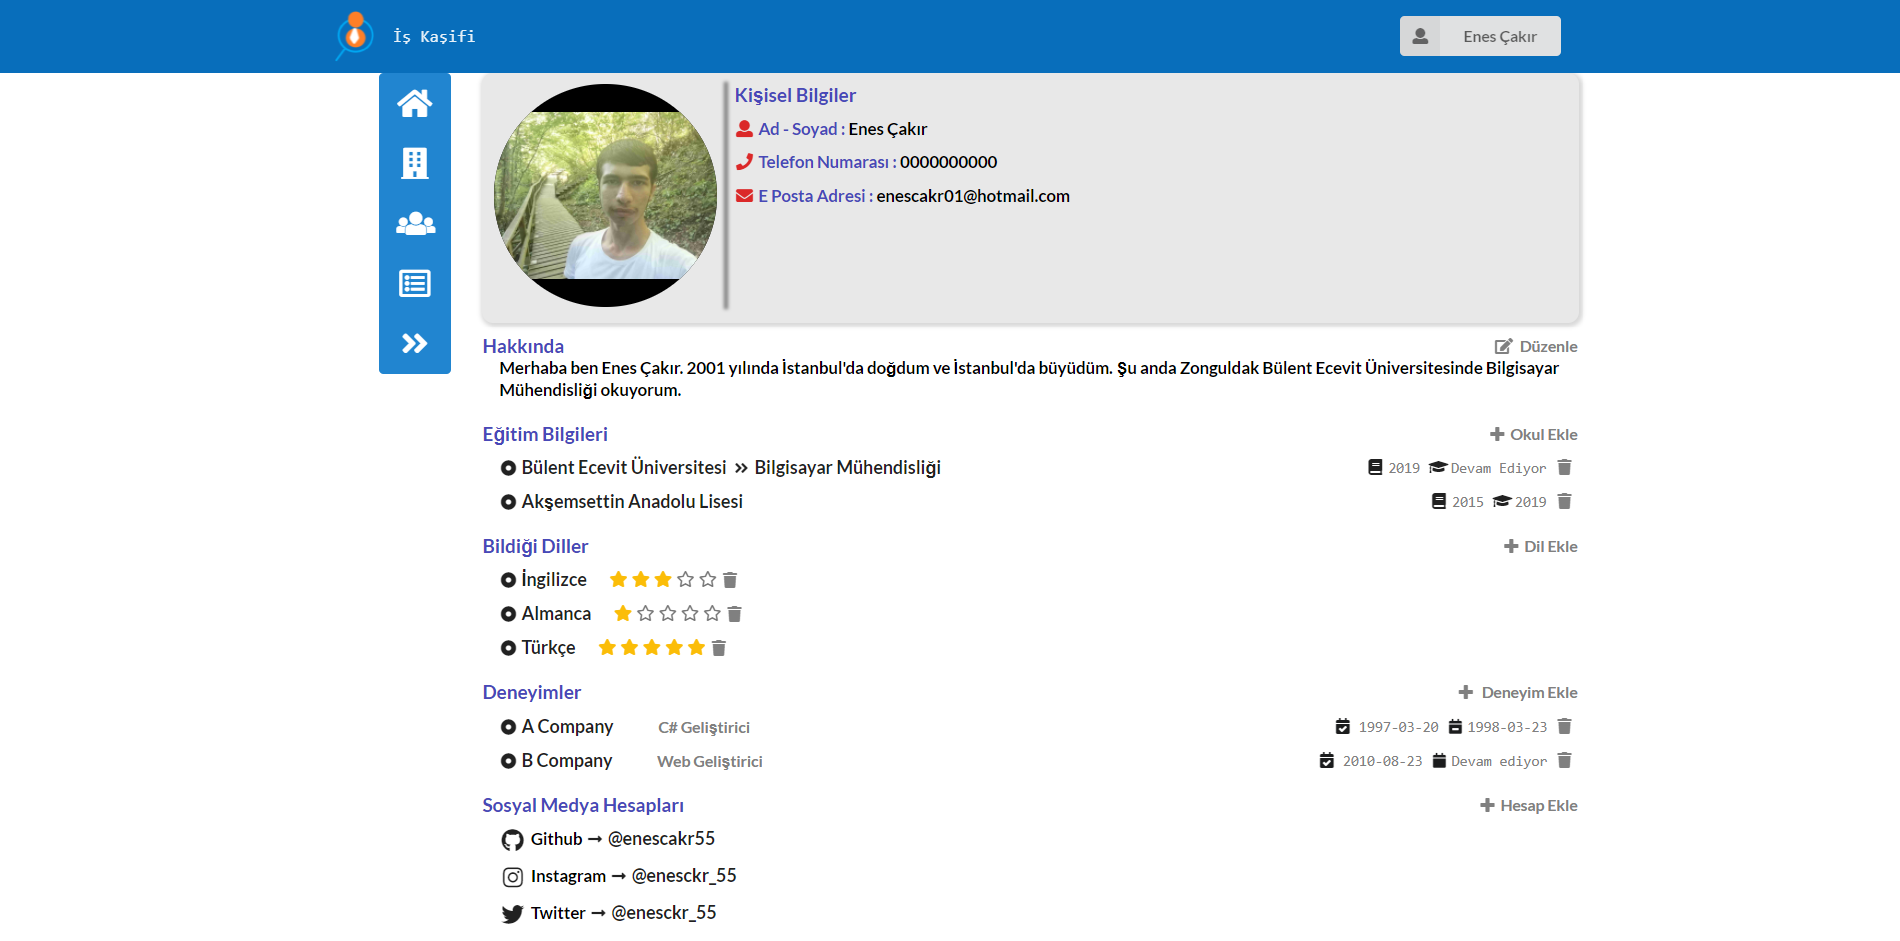 İş Kaşifi
Enes Çakır
Kişisel Bilgiler
Ad - Soyad : Enes Çakır
Telefon Numarası : 0000000000
E Posta Adresi : enescakr01@hotmail.com
Hakkında
Düzenle
Merhaba ben Enes Çakır. 2001 yılında İstanbul'da doğdum ve İstanbul'da büyüdüm. Şu anda Zonguldak Bülent Ecevit Üniversitesinde Bilgisayar
Mühendisliği okuyorum.
Eğitim Bilgileri
Okul Ekle
Bülent Ecevit Üniversitesi » Bilgisayar Mühendisliği
2019 Devam Ediyor
Akşemsettin Anadolu Lisesi
2015 2019
Bildiği Diller
Dil Ekle
İngilizce
Almanca
Türkçe
Deneyimler
Deneyim Ekle
A Company C# Geliştirici
1997-03-20 1998-03-23
B Company Web Geliştirici
2010-08-23 Devam ediyor
Sosyal Medya Hesapları
Hesap Ekle
Github → @enescakr55
Instagram → @enesckr_55
Twitter → @enesckr_55